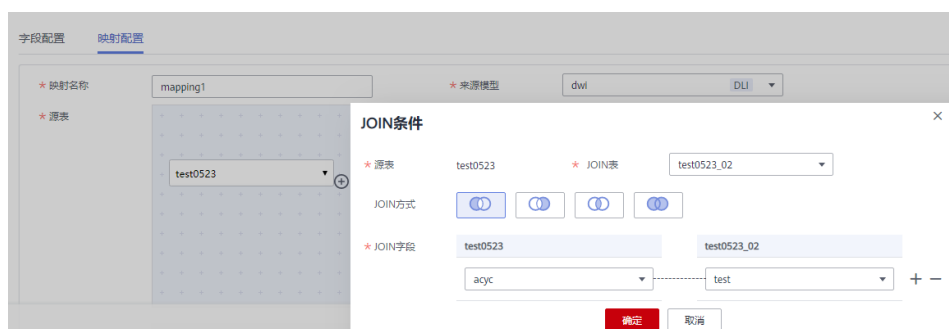 字段配置 映射配置
* 映射名称 mapping1 * 来源模型 dwi DLI
* 源表 JOIN条件
* 源表 test0523 * JOIN表 test0523_02
test0523
JOIN方式
* JOIN字段 test0523 test0523_02
acyc test
确定 取消